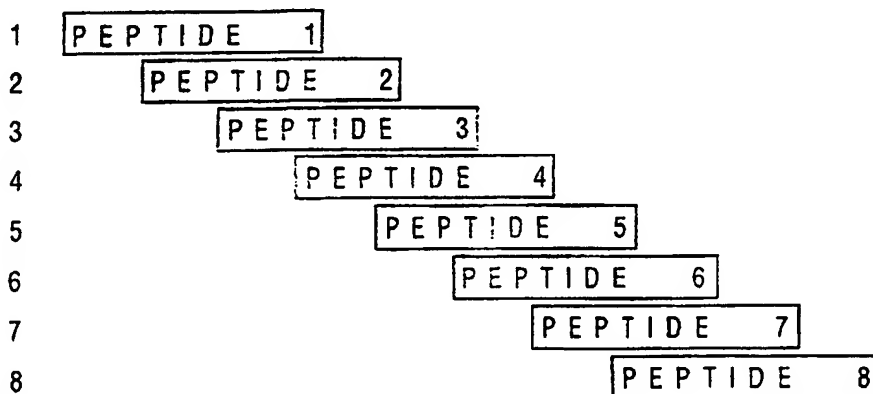 1 PEPTIDE 1
2 PEPTIDE 2
3 PEPTIDE 3
4 PEPTIDE 4
5 PEPTIDE 5
6 PEPTIDE 6
7 PEPTIDE 7
8 PEPTIDE 8